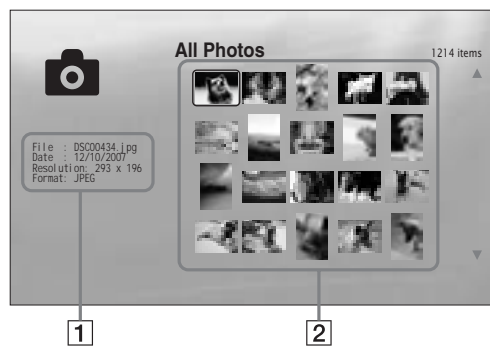 All Photos
1214 items
File : DSC00434.jpg
Date : 12/10/2007
Resolution: 293 x 196
Format: JPEG
1
2